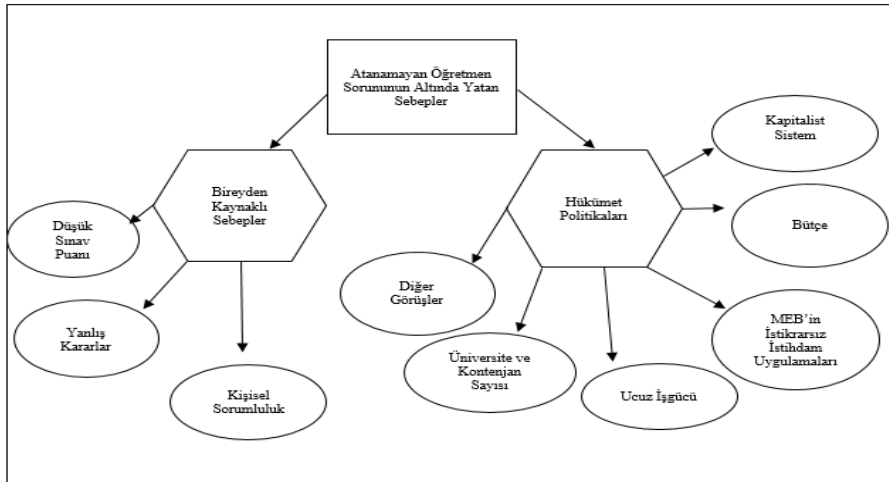 Atanamayan Öğretmen
Sorununun Altında Yatan
Sebepler
Bireyden
Kaynaklı
Sebepler
Düşük
Sınav
Puanı
Yanlış
Kararlar
Kişisel
Sorumluluk
Hükümet
Politikaları
Kapitalist
Sistem
Bütçe
MEB'in
İstikrarsız
İstihdam
Uygulamaları
Ucuz İşgücü
Üniversite ve
Kontenjan
Sayısı
Diğer
Görüşler